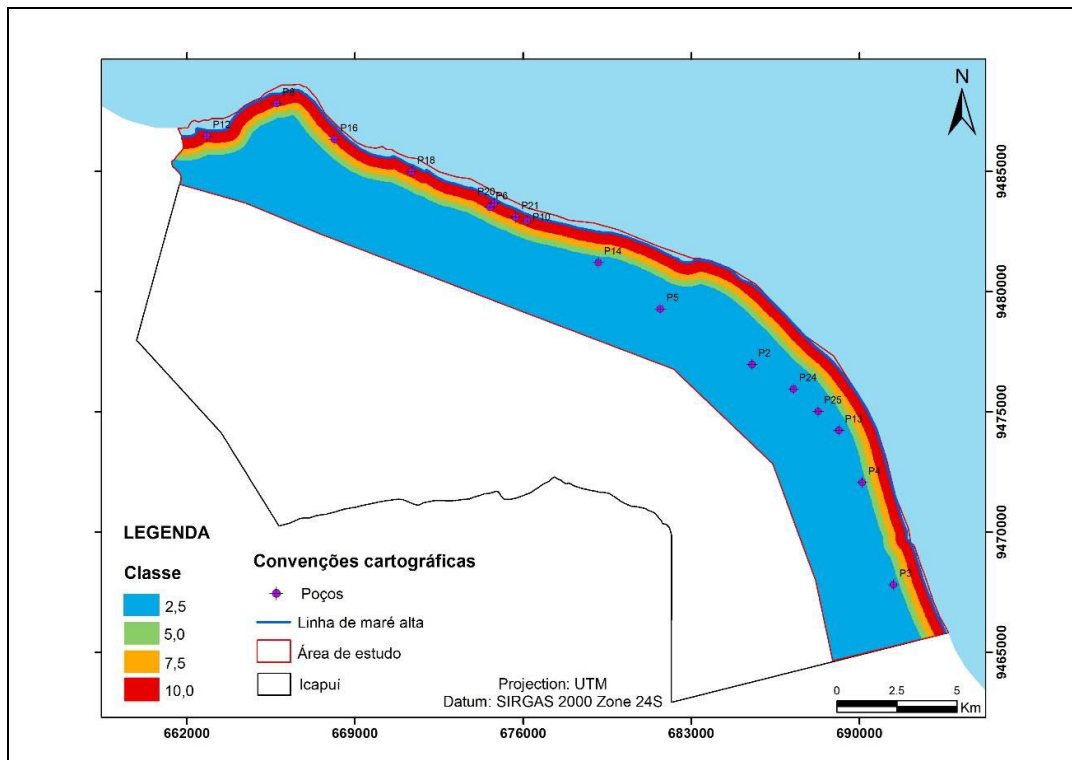 N
P9
P12
P16
P18
P20
P6
P21
P10
P14
P5
P2
P24
P25
P13
P4
P3
9485000
9480000
9475000
9470000
9465000
LEGENDA
Classe
2,5
5,0
7,5
10,0
Convenções cartográficas
Poços
Linha de maré alta
Área de estudo
Icapuí
Projection: UTM
Datum: SIRGAS 2000 Zone 24S
0 2.5 5
Km
662000 669000 676000 683000 690000